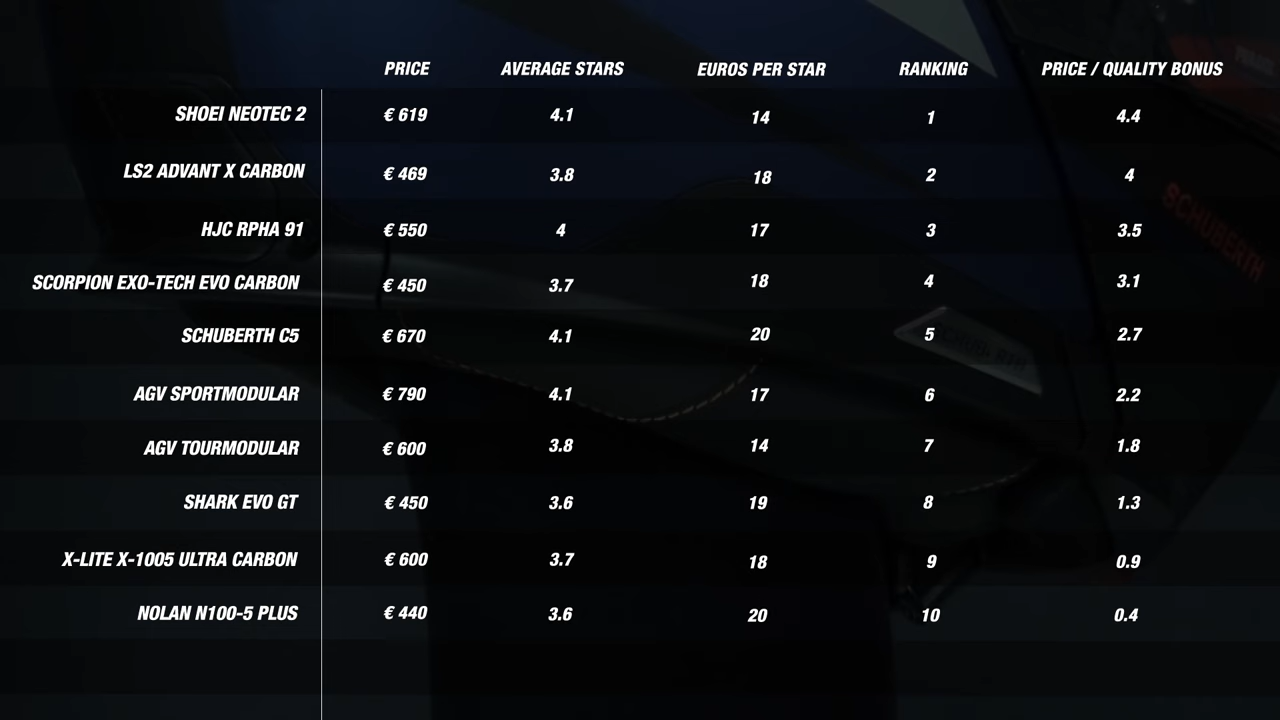 PRICE AVERAGE STARS EUROS PER STAR RANKING PRICE / QUALITY BONUS
SHOEI NEOTEC 2 € 619 4.1 14 1 4.4
LS2 ADVANT X CARBON € 469 3.8 18 2 4
HJC RPHA 91 € 550 4 17 3 3.5
SCORPION EXO-TECH EVO CARBON € 450 3.7 18 4 3.1
SCHUBERTH C5 € 670 4.1 20 5 2.7
AGV SPORTMODULAR € 790 4.1 17 6 2.2
AGV TOURMODULAR € 600 3.8 14 7 1.8
SHARK EVO GT € 450 3.6 19 8 1.3
X-LITE X-1005 ULTRA CARBON € 600 3.7 18 9 0.9
NOLAN N100-5 PLUS € 440 3.6 20 10 0.4
SCHUBERTH